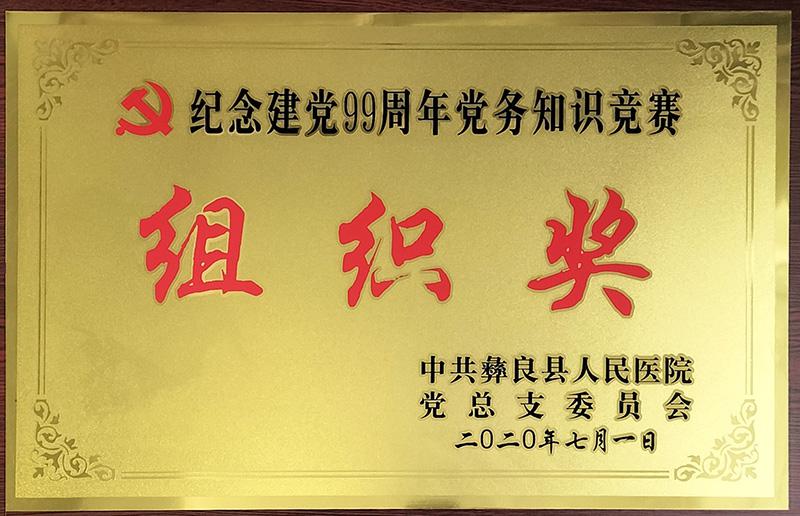 纪念建党99周年党务知识竞赛
组织奖
中共彝良县人民医院
党总支委员会
二〇二〇年七月一日